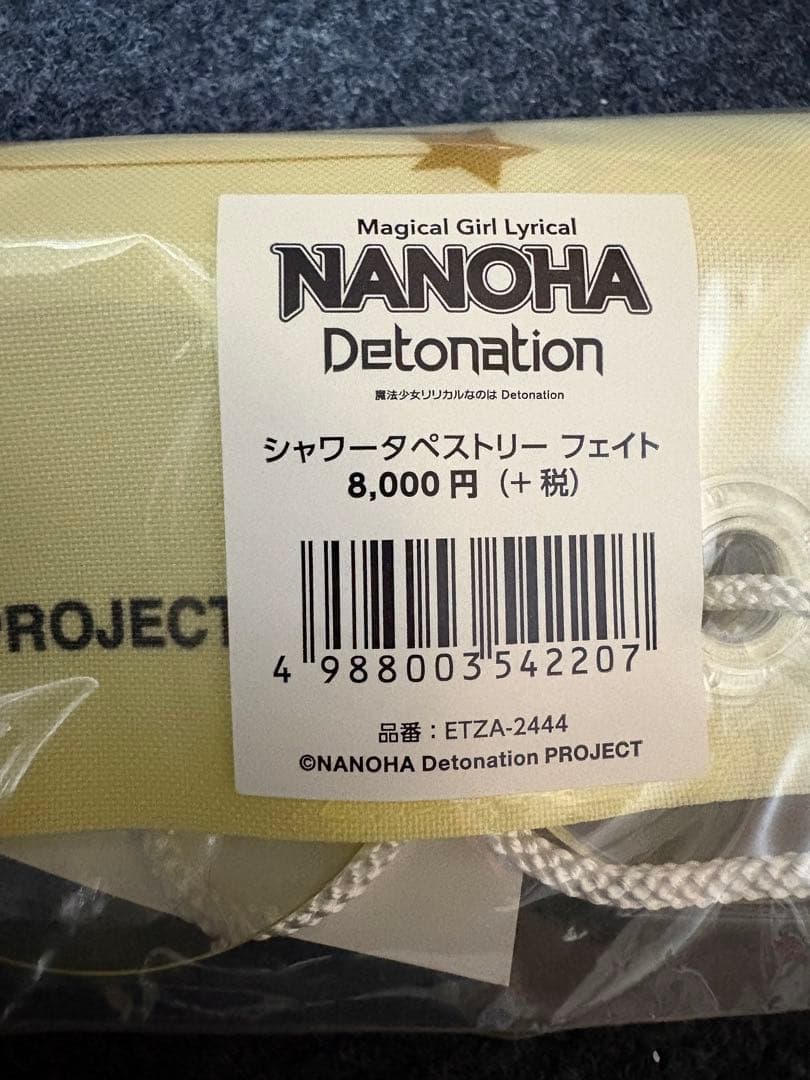 Magical Girl Lyrical
NANOHA
Detonation
魔法少女リリカルなのは Detonation
シャワータペストリー フェイト
8,000 円（+ 税）
4 988003 542207
品番：ETZA-2444
©NANOHA Detonation PROJECT
PROJECT